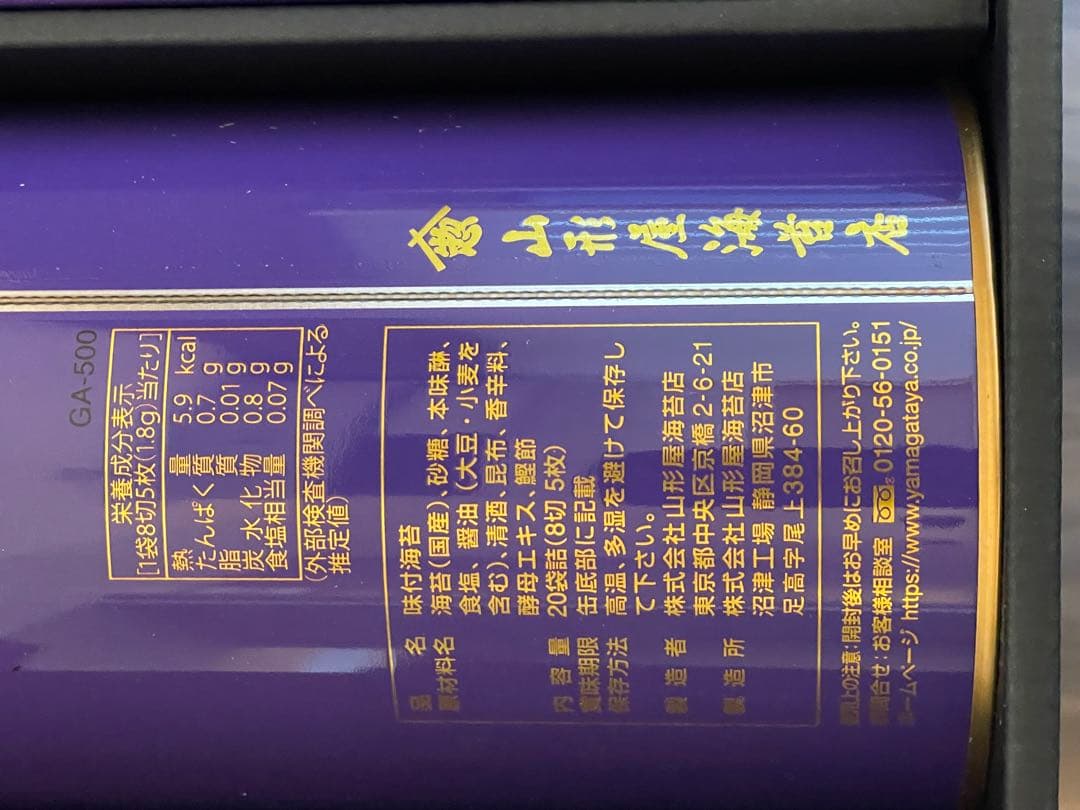 山形屋海苔店
GA-500
栄養成分表示
[1袋8切5枚(1.8g)当たり]
熱量 5.9 kcal
たんぱく質 0.7 g
脂質 0.01 g
炭水化物 0.8 g
食塩相当量 0.07 g
(外部検査機関調べによる
推定値)
品名 味付海苔
原材料名 海苔(国産)、砂糖、本味醂、
食塩、醤油(大豆・小麦を
含む)、清酒、昆布、香辛料、
酵母エキス、鰹節
内容量 20袋詰(8切 5枚)
賞味期限 缶底部に記載
保存方法 高温、多湿を避けて保存し
て下さい。
製造者 株式会社山形屋海苔店
東京都中央区京橋2-6-21
製造所 株式会社山形屋海苔店
沼津工場 静岡県沼津市
足高字尾上384-60
取扱上の注意:開封後はお早めにお召し上がり下さい。
お問合せ:お客様相談室 0120-56-0151
ホームページ https://www.yamagataya.co.jp/